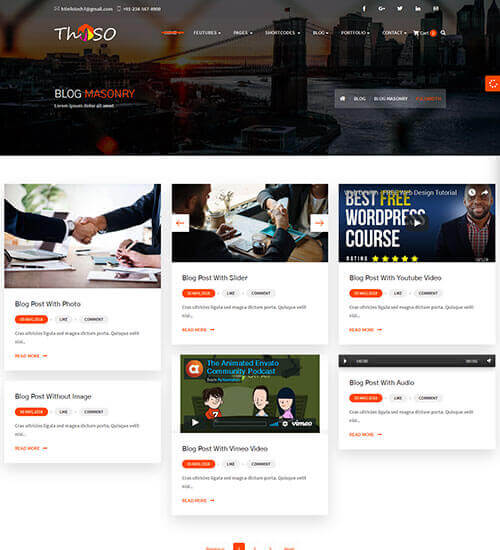 +91-234-567-8900
Th SO
HOME
FEUTURES
PAGES
SHORTCODES
BLOG
PORTFOLIO
CONTACT
Cart
BLOG MASONRY
Lorem ipsum dolor sit amet
BLOG
BLOG MASONRY
Web Design Tutorial
BEST FREE
WORDPRESS
COURSE
RATING
Blog Post With Photo
LIKE
COMMENT
Cras ultricies ligula sed magna dictum porta. Quisque velit
nisi...
READ MORE
Blog Post With Slider
LIKE
COMMENT
Cras ultricies ligula sed magna dictum porta. Quisque velit
nisi...
READ MORE
Blog Post With Youtube Video
LIKE
COMMENT
Cras ultricies ligula sed magna dictum porta. Quisque velit
nisi...
READ MORE
Blog Post Without Image
LIKE
COMMENT
Cras ultricies ligula sed magna dictum porta. Quisque velit
nisi...
READ MORE
The Animated Envato
Community Podcast
from
vimeo
Blog Post With Vimeo Video
LIKE
COMMENT
Cras ultricies ligula sed magna dictum porta. Quisque velit
nisi...
READ MORE
00:00
00:00
Blog Post With Audio
LIKE
COMMENT
Cras ultricies ligula sed magna dictum porta. Quisque velit
nisi...
READ MORE
Previous
1
2
3
Next